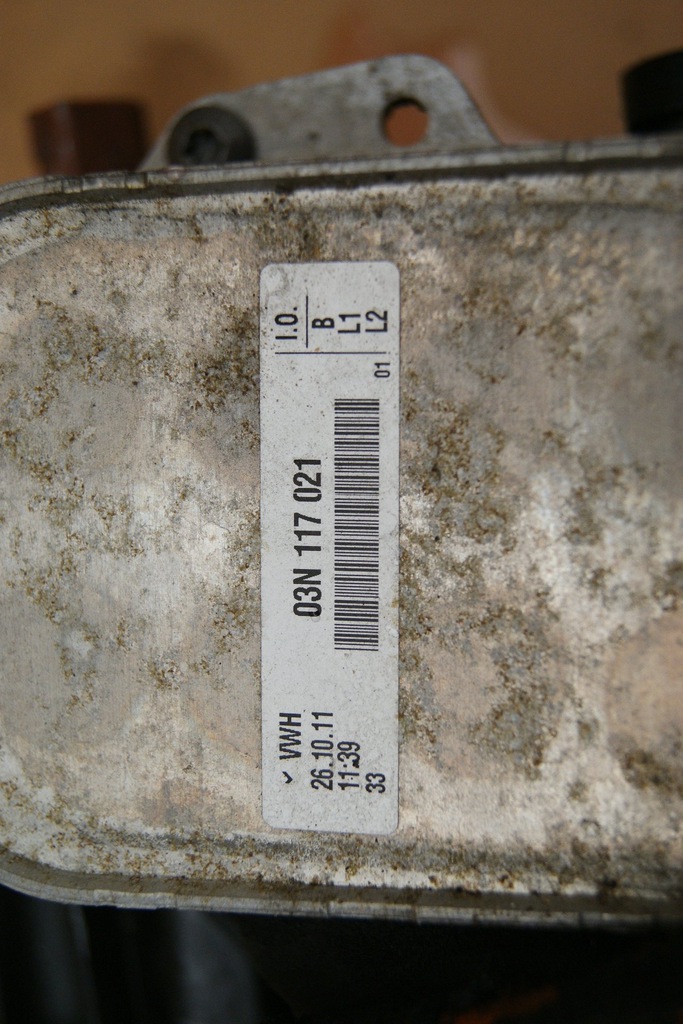 VWH
26.10.11
11:39
33
03N 117 021
01
I.O.
B
L1
L2